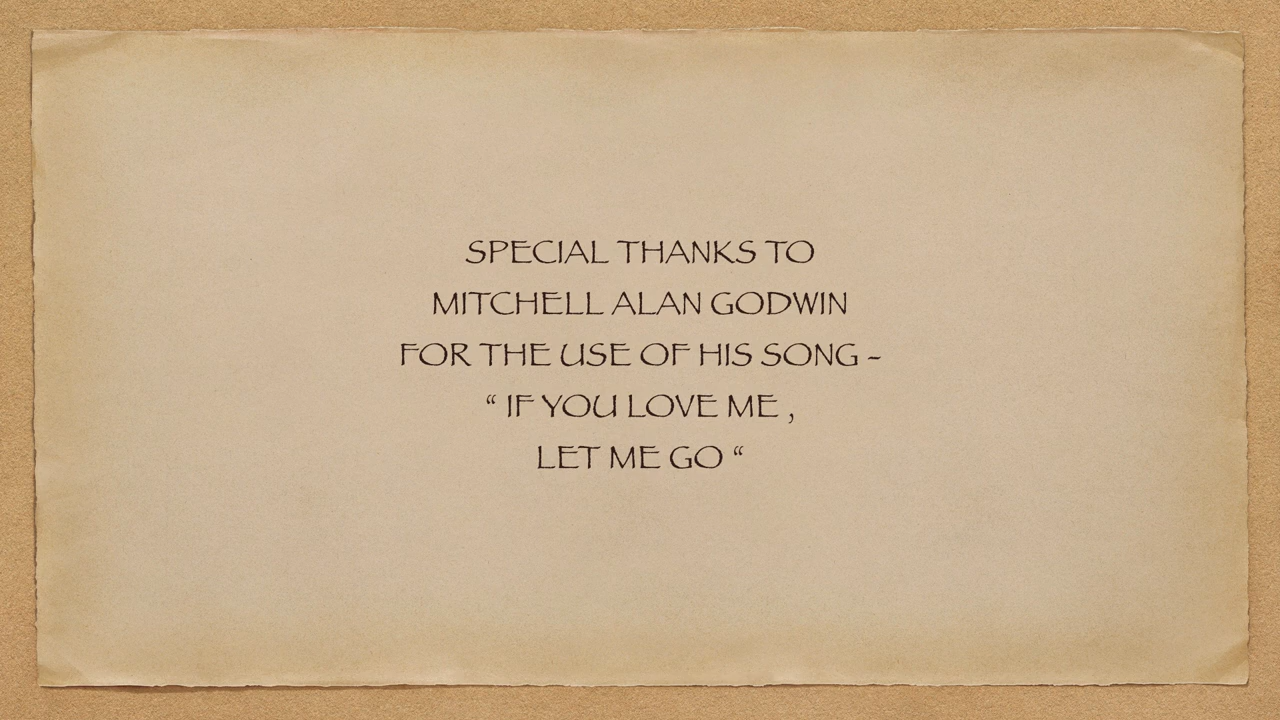 SPECIAL THANKS TO
MITCHELL ALAN GODWIN
FOR THE USE OF HIS SONG ~
“ IF YOU LOVE ME ,
LET ME GO “